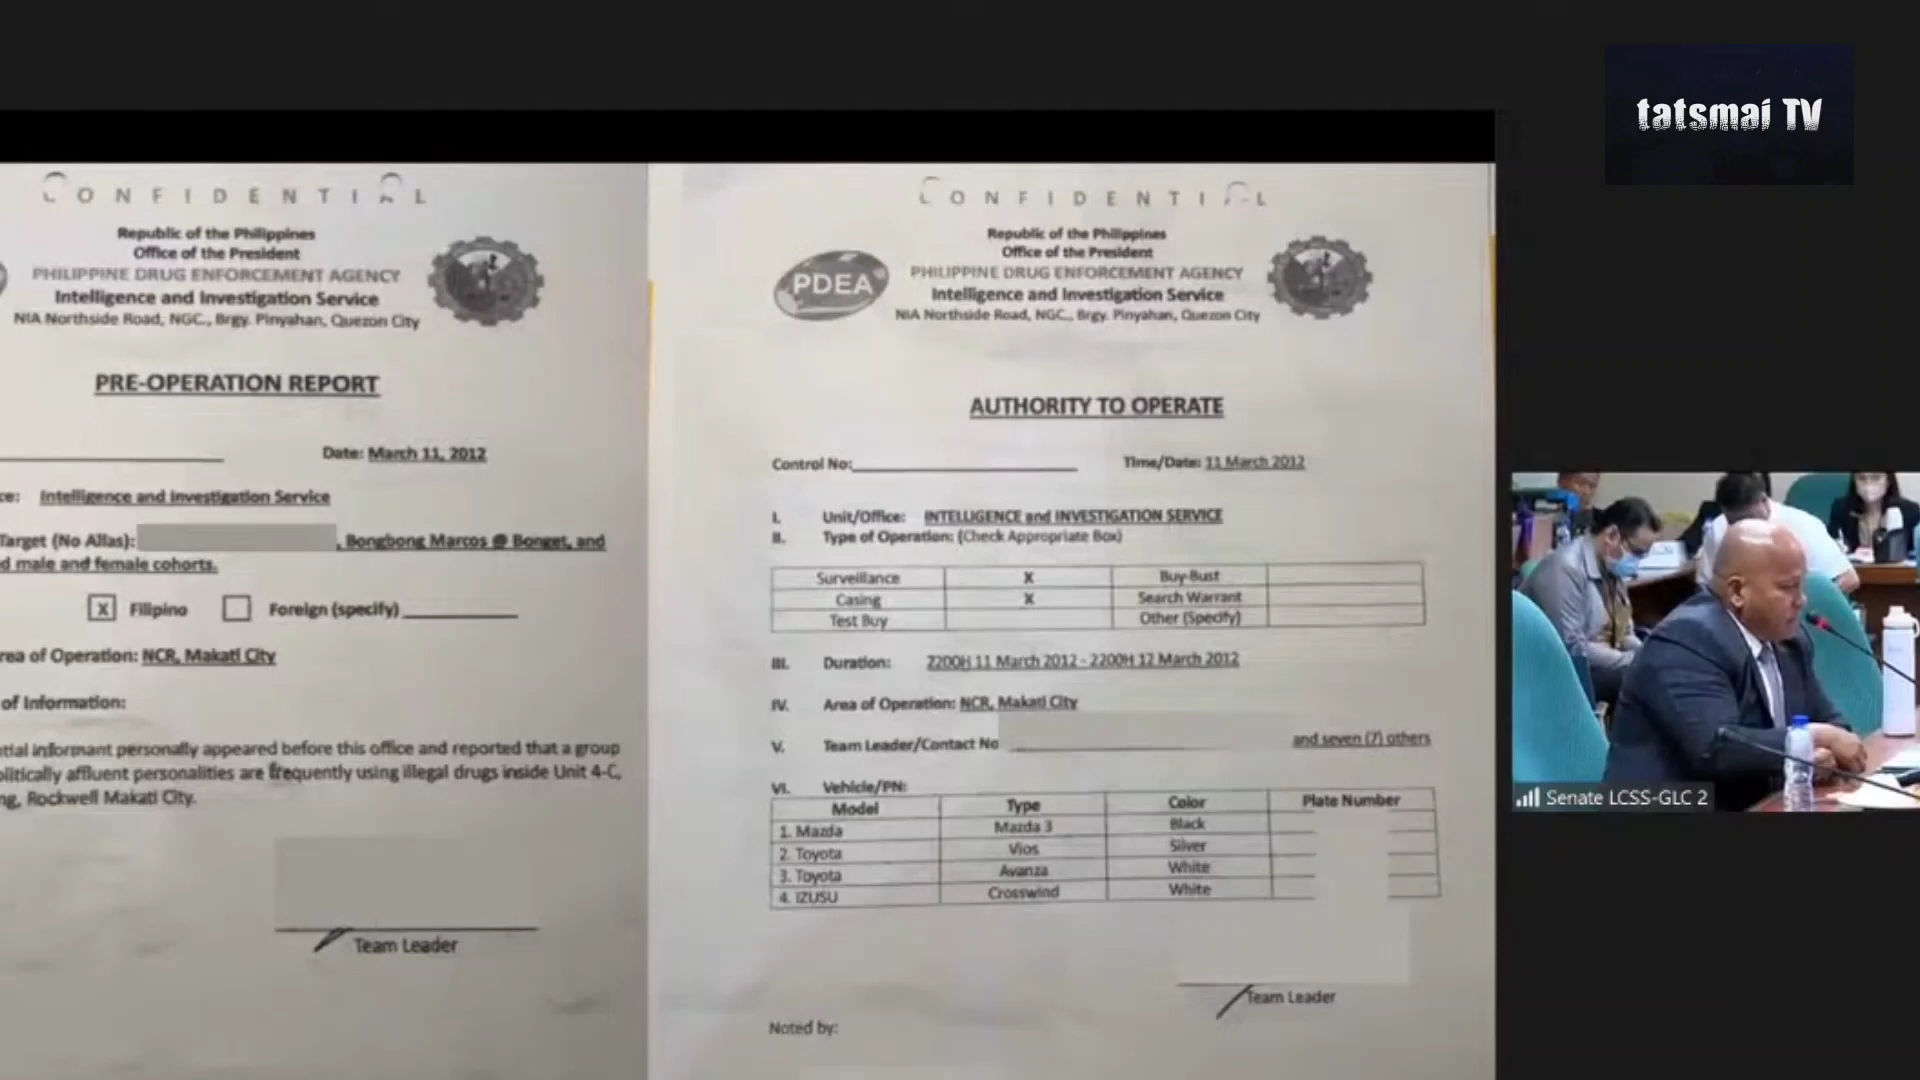 tatsmai TV
CONFIDENTIAL
Republic of the Philippines
Office of the President
PHILIPPINE DRUG ENFORCEMENT AGENCY
Intelligence and Investigation Service
NIA Northside Road, NGC., Brgy. Pinyahan, Quezon City
PRE-OPERATION REPORT
Date: March 11, 2012
ce: Intelligence and Investigation Service
Target (No Alias): , Bongbong Marcos @ Bonget, and
d male and female cohorts.
X Filipino Foreign (specify)
rea of Operation: NCR, Makati City
of Information:
tial informant personally appeared before this office and reported that a group
olitically affluent personalities are frequently using illegal drugs inside Unit 4-C,
ng, Rockwell Makati City.
Team Leader
CONFIDENTIAL
Republic of the Philippines
Office of the President
PDEA
PHILIPPINE DRUG ENFORCEMENT AGENCY
Intelligence and Investigation Service
NIA Northside Road, NGC., Brgy. Pinyahan, Quezon City
AUTHORITY TO OPERATE
Control No: Time/Date: 11 March 2012
I. Unit/Office: INTELLIGENCE and INVESTIGATION SERVICE
II. Type of Operation: (Check Appropriate Box)
Surveillance X Buy-Bust
Casing X Search Warrant
Test Buy Other (Specify)
III. Duration: 2200H 11 March 2012 - 2200H 12 March 2012
IV. Area of Operation: NCR, Makati City
V. Team Leader/Contact No and seven (7) others
VI. Vehicle/PN:
Model Type Color Plate Number
1. Mazda Mazda 3 Black
2. Toyota Vios Silver
3. Toyota Avanza White
4. IZUSU Crosswind White
Team Leader
Noted by:
Senate LCSS-GLC 2